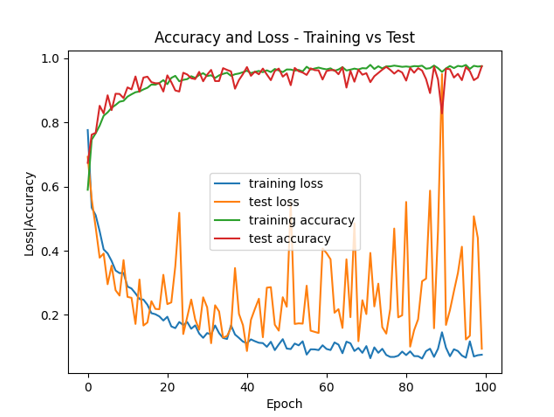 Accuracy and Loss - Training vs Test
1.0
0.8
0.6
0.4
0.2
Loss|Accuracy
training loss
test loss
training accuracy
test accuracy
0 20 40 60 80 100
Epoch